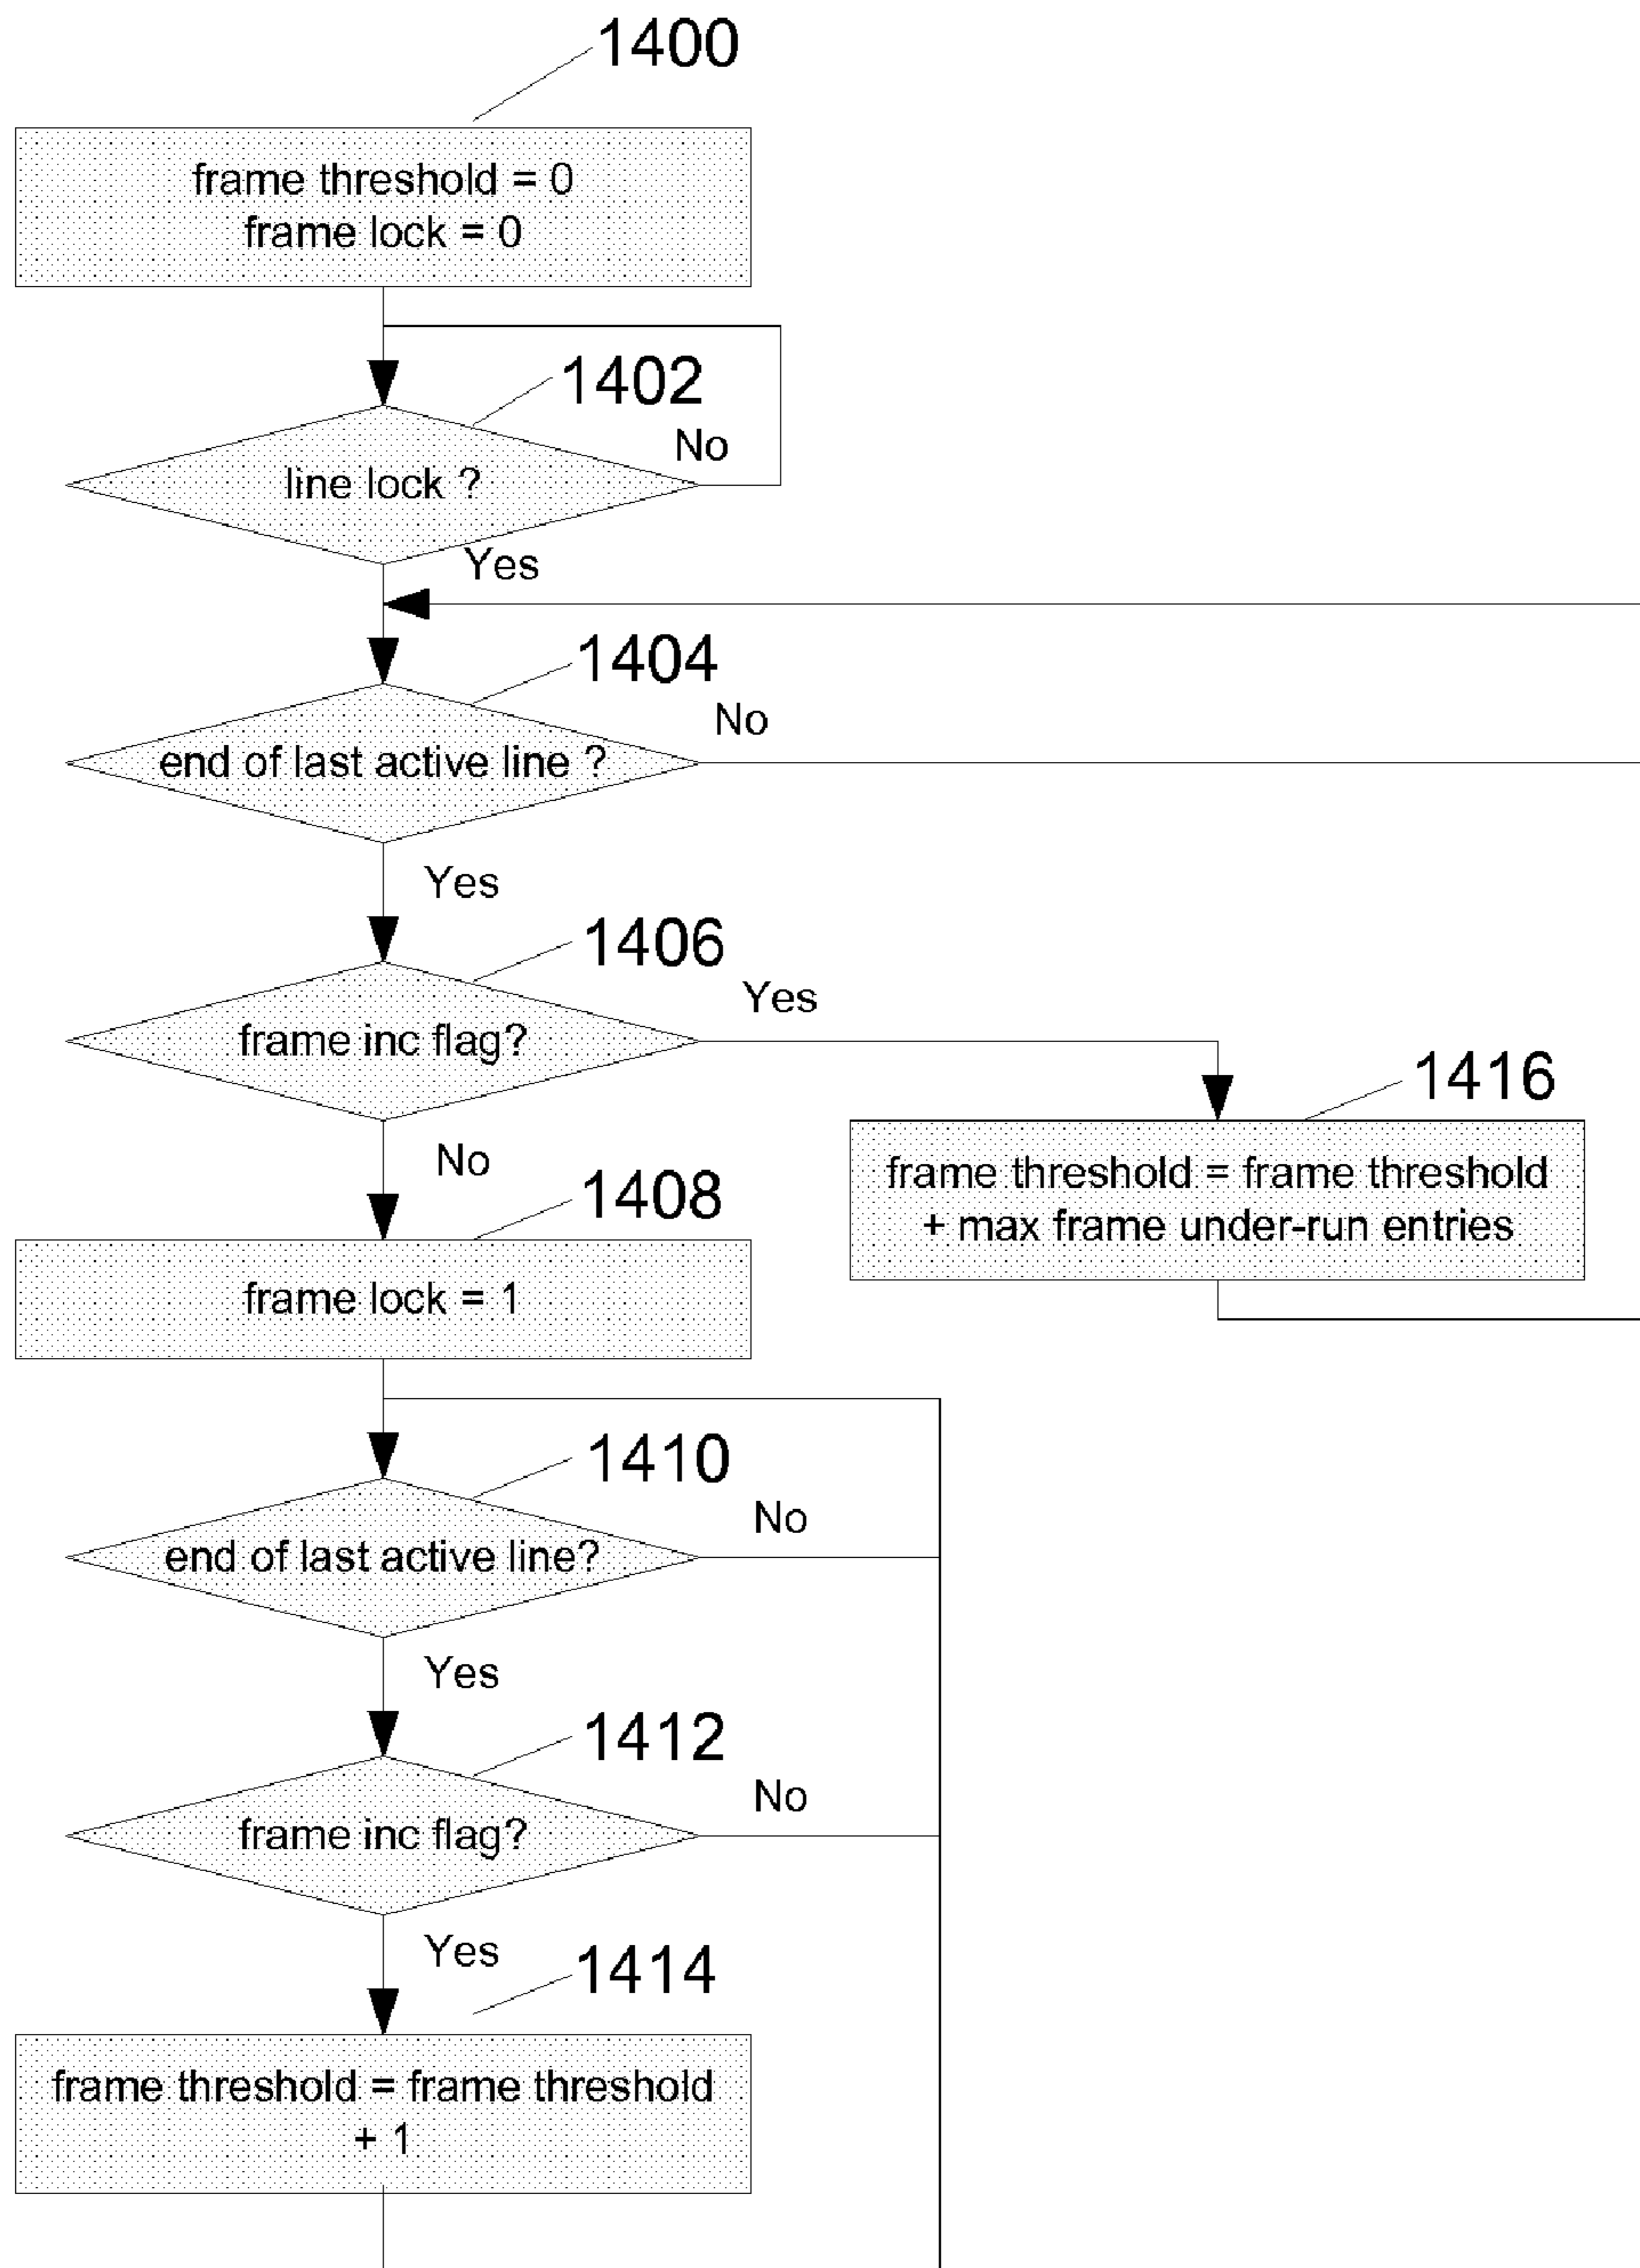 1400
frame threshold = 0
frame lock = 0
1402
No
line lock ?
Yes
1404
No
end of last active line ?
Yes
1406
Yes
frame inc flag?
1416
No
frame threshold = frame threshold
+ max frame under-run entries
1408
frame lock = 1
1410
No
end of last active line?
Yes
1412
No
frame inc flag?
Yes
1414
frame threshold = frame threshold
+ 1